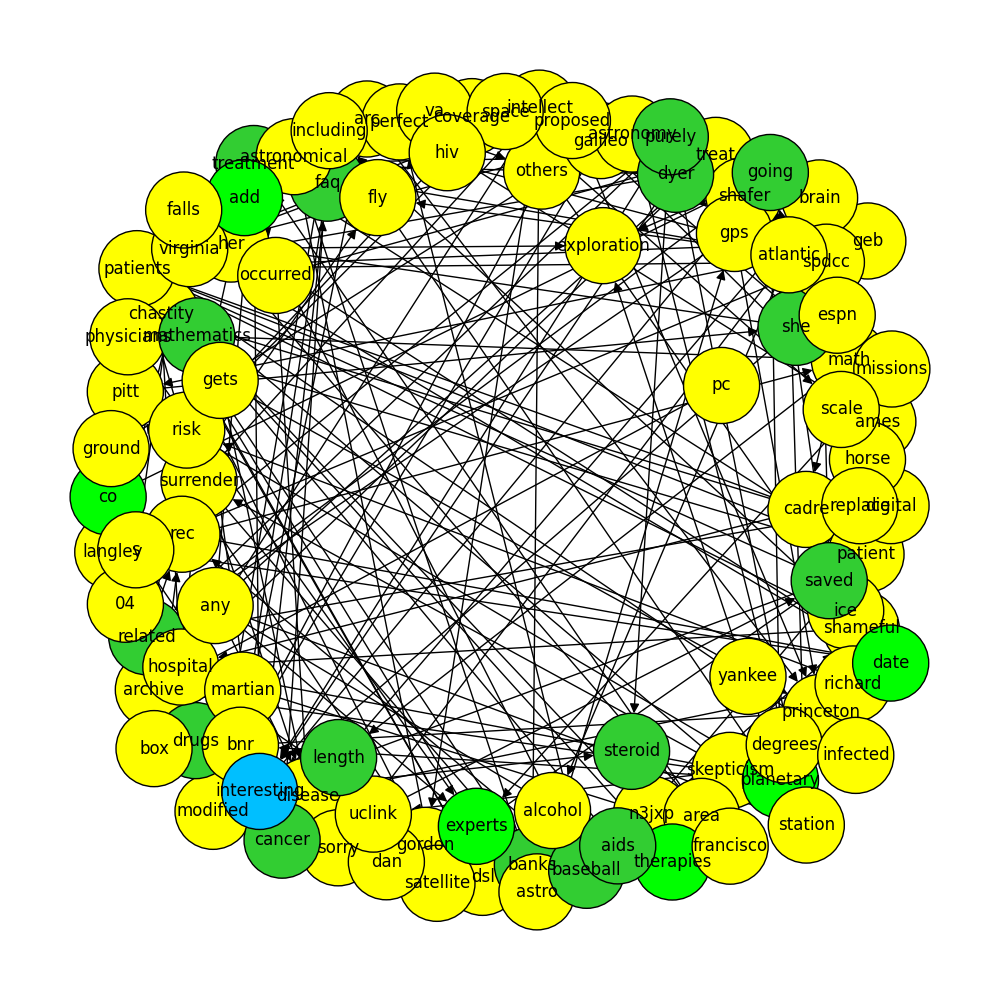 intellect
va
space
coverage
arc
perfect
proposed
including
astronomy
purely
galileo
hiv
treat
astronomical
treatment
others
going
dyer
faq
shafer
add
fly
brain
falls
gps
geb
her
exploration
virginia
atlantic
spdcc
patients
occurred
chastity
espn
she
physicians
mathematics
math
missions
gets
pc
pitt
scale
ames
risk
ground
horse
surrender
co
cadre
replace
digital
rec
langley
s
patient
saved
04
any
ice
shameful
related
date
hospital
yankee
richard
archive
martian
princeton
drugs
bnr
degrees
box
steroid
infected
length
skepticism
planetary
interesting
disease
modified
alcohol
uclink
n3jxp
area
station
experts
cancer
gordon
sorry
aids
francisco
dan
banks
therapies
baseball
dsl
satellite
astro